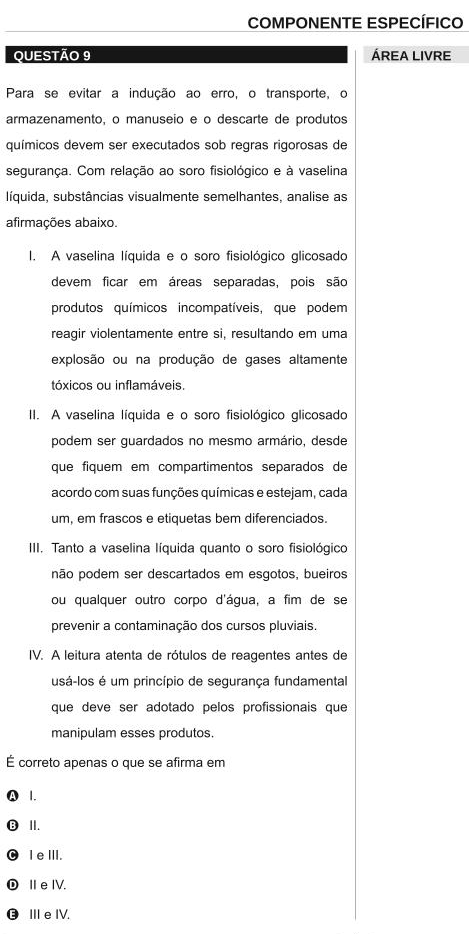 COMPONENTE ESPECÍFICO
QUESTÃO 9
ÁREA LIVRE
Para se evitar a indução ao erro, o transporte, o
armazenamento, o manuseio e o descarte de produtos
químicos devem ser executados sob regras rigorosas de
segurança. Com relação ao soro fisiológico e à vaselina
líquida, substâncias visualmente semelhantes, analise as
afirmações abaixo.
I. A vaselina líquida e o soro fisiológico glicosado
devem ficar em áreas separadas, pois são
produtos químicos incompatíveis, que podem
reagir violentamente entre si, resultando em uma
explosão ou na produção de gases altamente
tóxicos ou inflamáveis.
II. A vaselina líquida e o soro fisiológico glicosado
podem ser guardados no mesmo armário, desde
que fiquem em compartimentos separados de
acordo com suas funções químicas e estejam, cada
um, em frascos e etiquetas bem diferenciados.
III. Tanto a vaselina líquida quanto o soro fisiológico
não podem ser descartados em esgotos, bueiros
ou qualquer outro corpo d'água, a fim de se
prevenir a contaminação dos cursos pluviais.
IV. A leitura atenta de rótulos de reagentes antes de
usá-los é um princípio de segurança fundamental
que deve ser adotado pelos profissionais que
manipulam esses produtos.
É correto apenas o que se afirma em
A I.
B II.
C I e III.
D II e IV.
E III e IV.